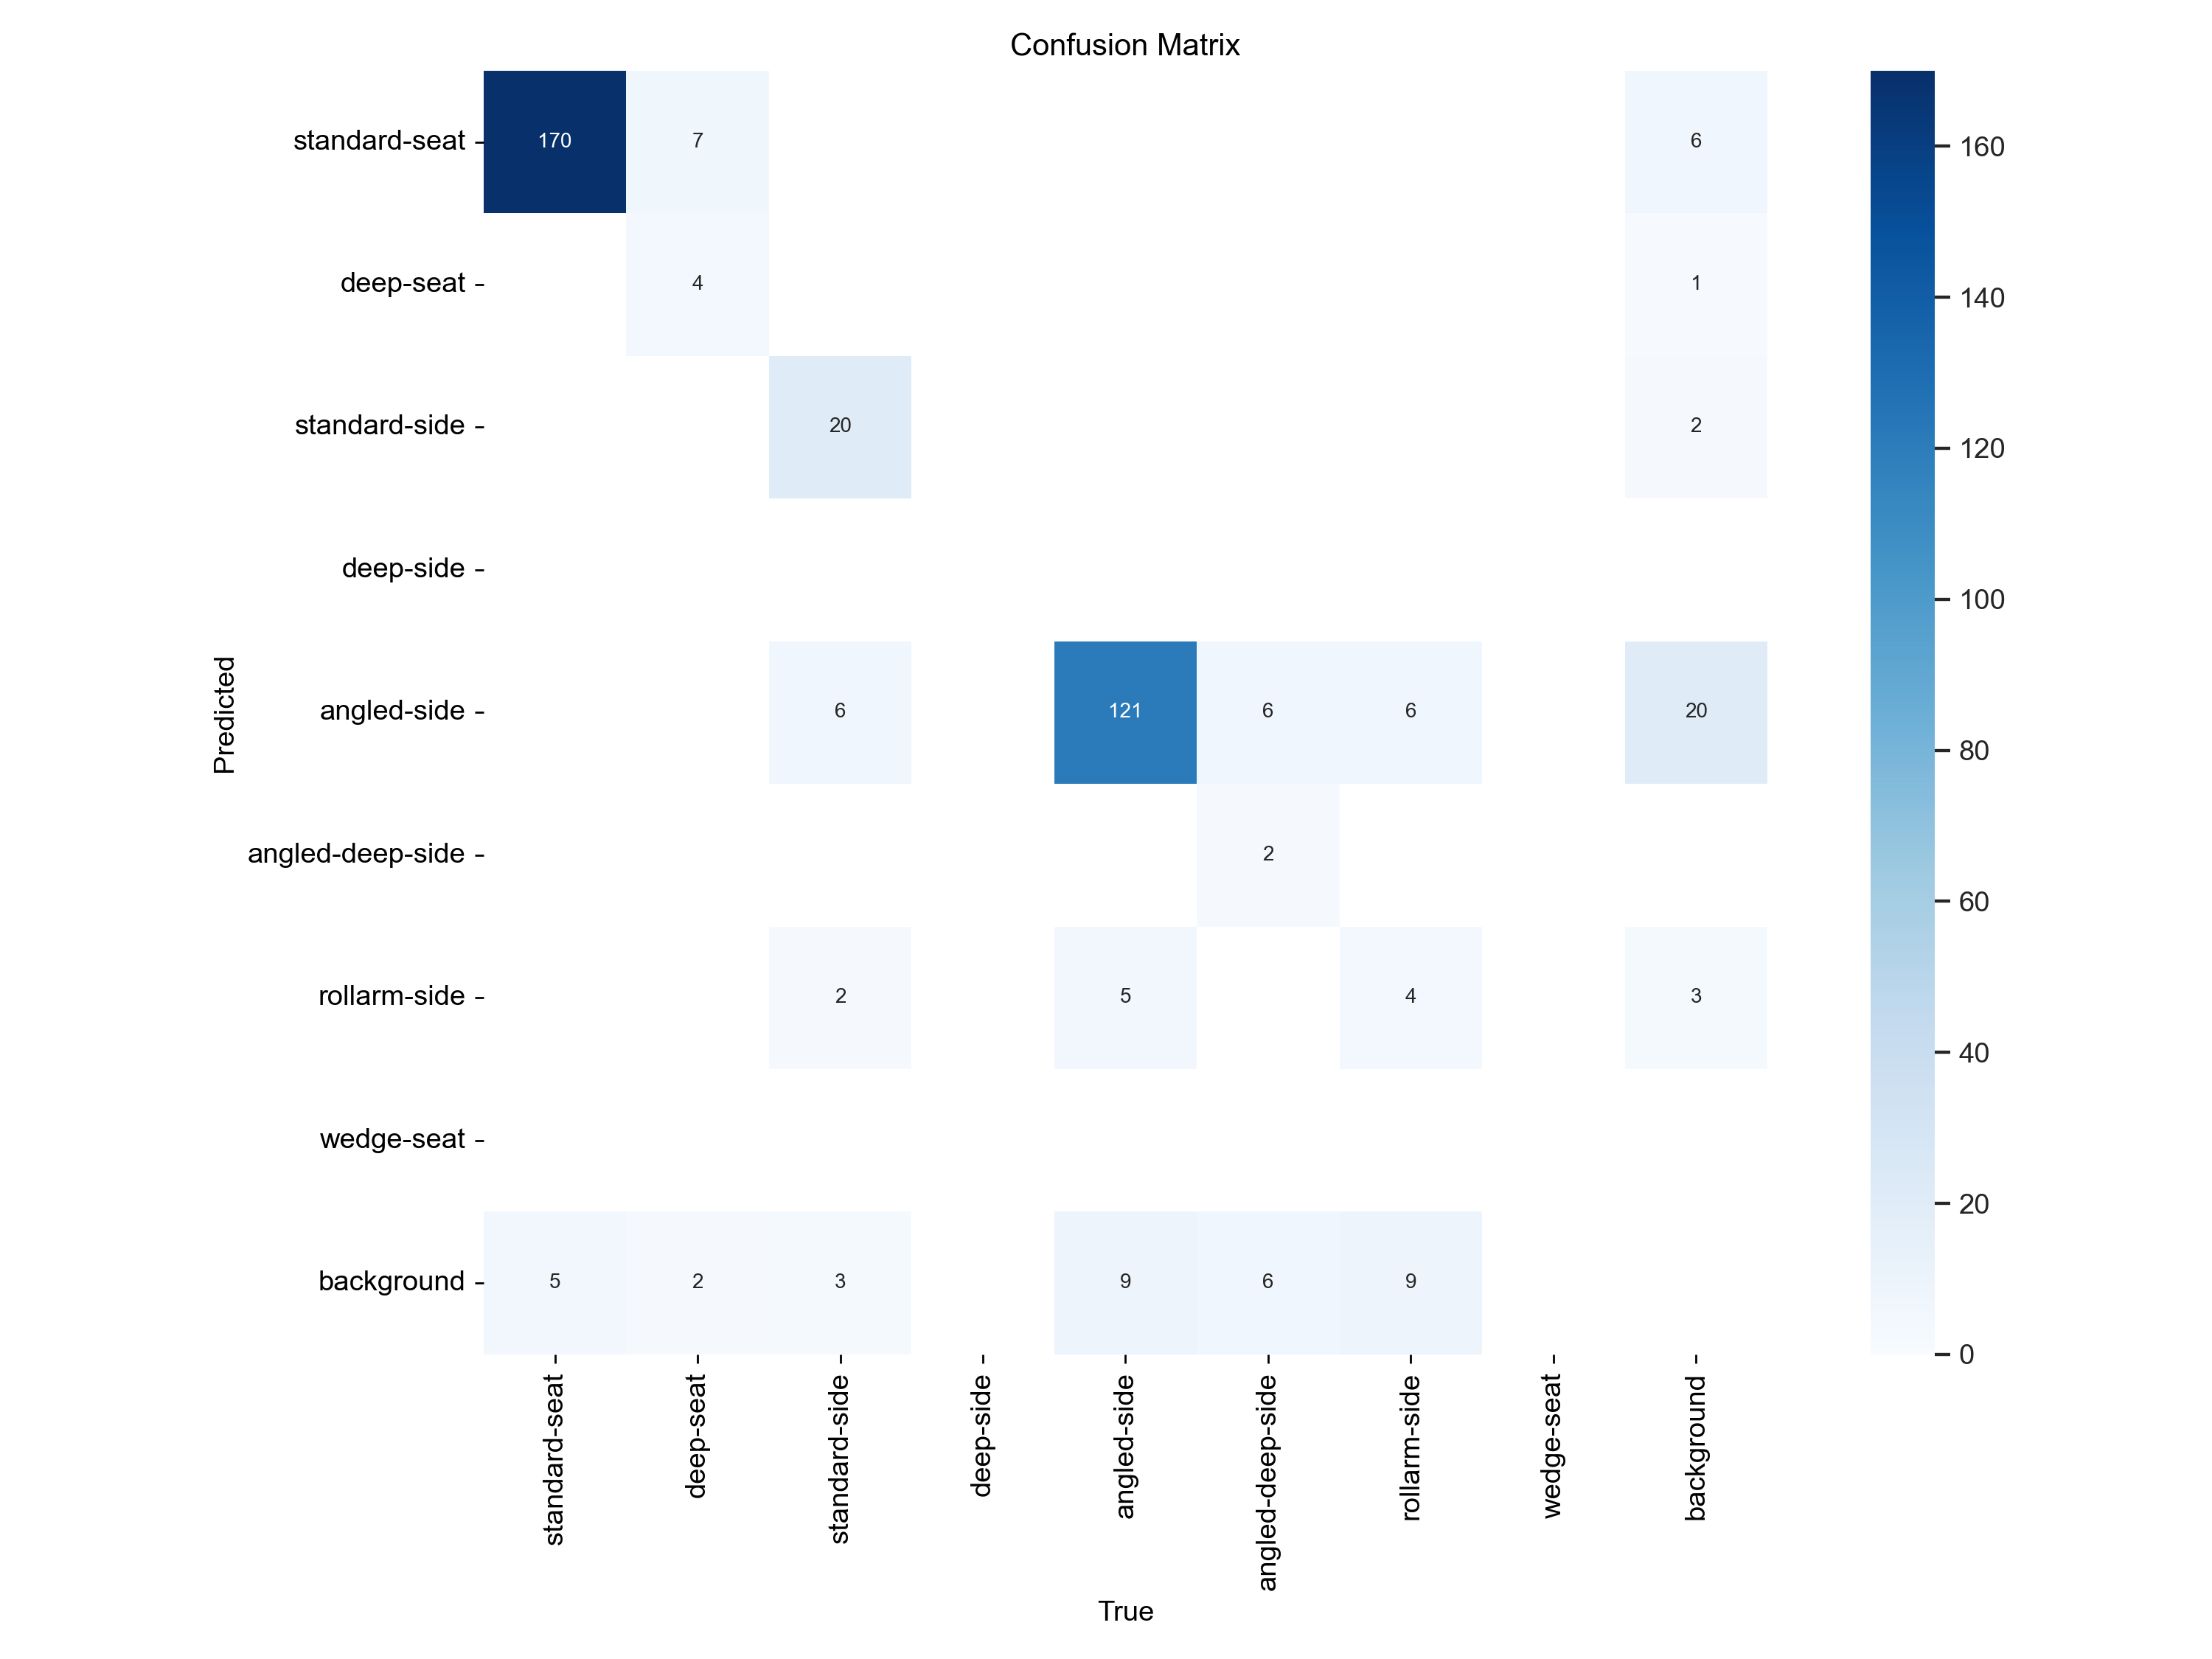 Confusion Matrix
standard-seat 170 7 6 160
deep-seat 4 1 140
standard-side 20 2 120
deep-side 100
Predicted
angled-side 6 121 6 6 20 80
angled-deep-side 2 60
rollarm-side 2 5 4 3 40
wedge-seat 20
background 5 2 3 9 6 9 0
standard-seat
deep-seat
standard-side
deep-side
angled-side
angled-deep-side
rollarm-side
wedge-seat
background
True